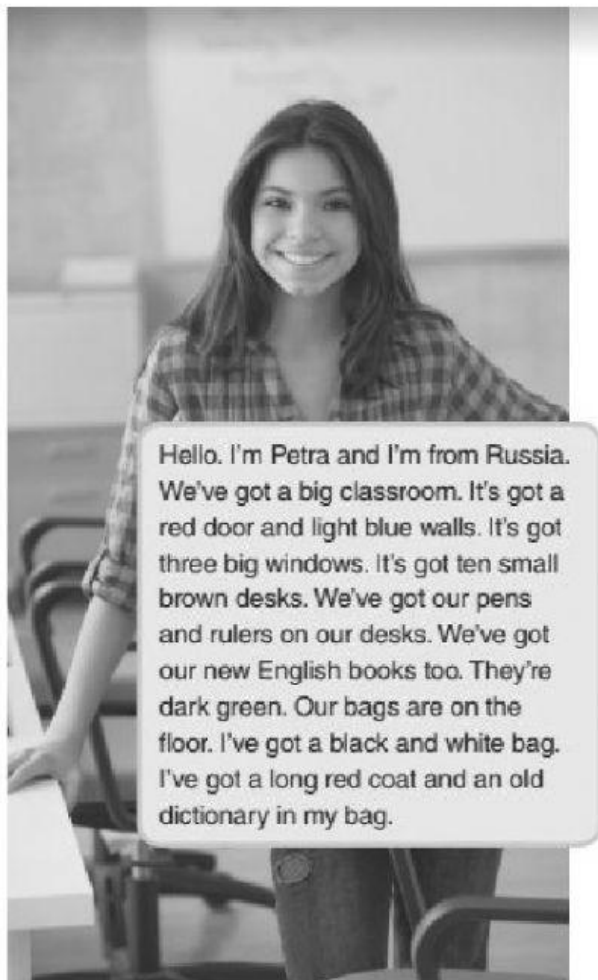 Hello. I'm Petra and I'm from Russia.
We've got a big classroom. It's got a
red door and light blue walls. It's got
three big windows. It's got ten small
brown desks. We've got our pens
and rulers on our desks. We've got
our new English books too. They're
dark green. Our bags are on the
floor. I've got a black and white bag.
I've got a long red coat and an old
dictionary in my bag.